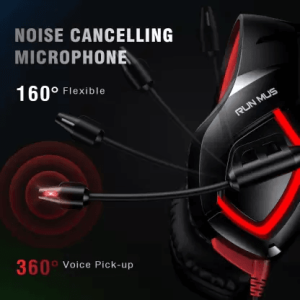 NOISE CANCELLING
MICROPHONE
160° Flexible
RUN MUS
360° Voice Pick-up